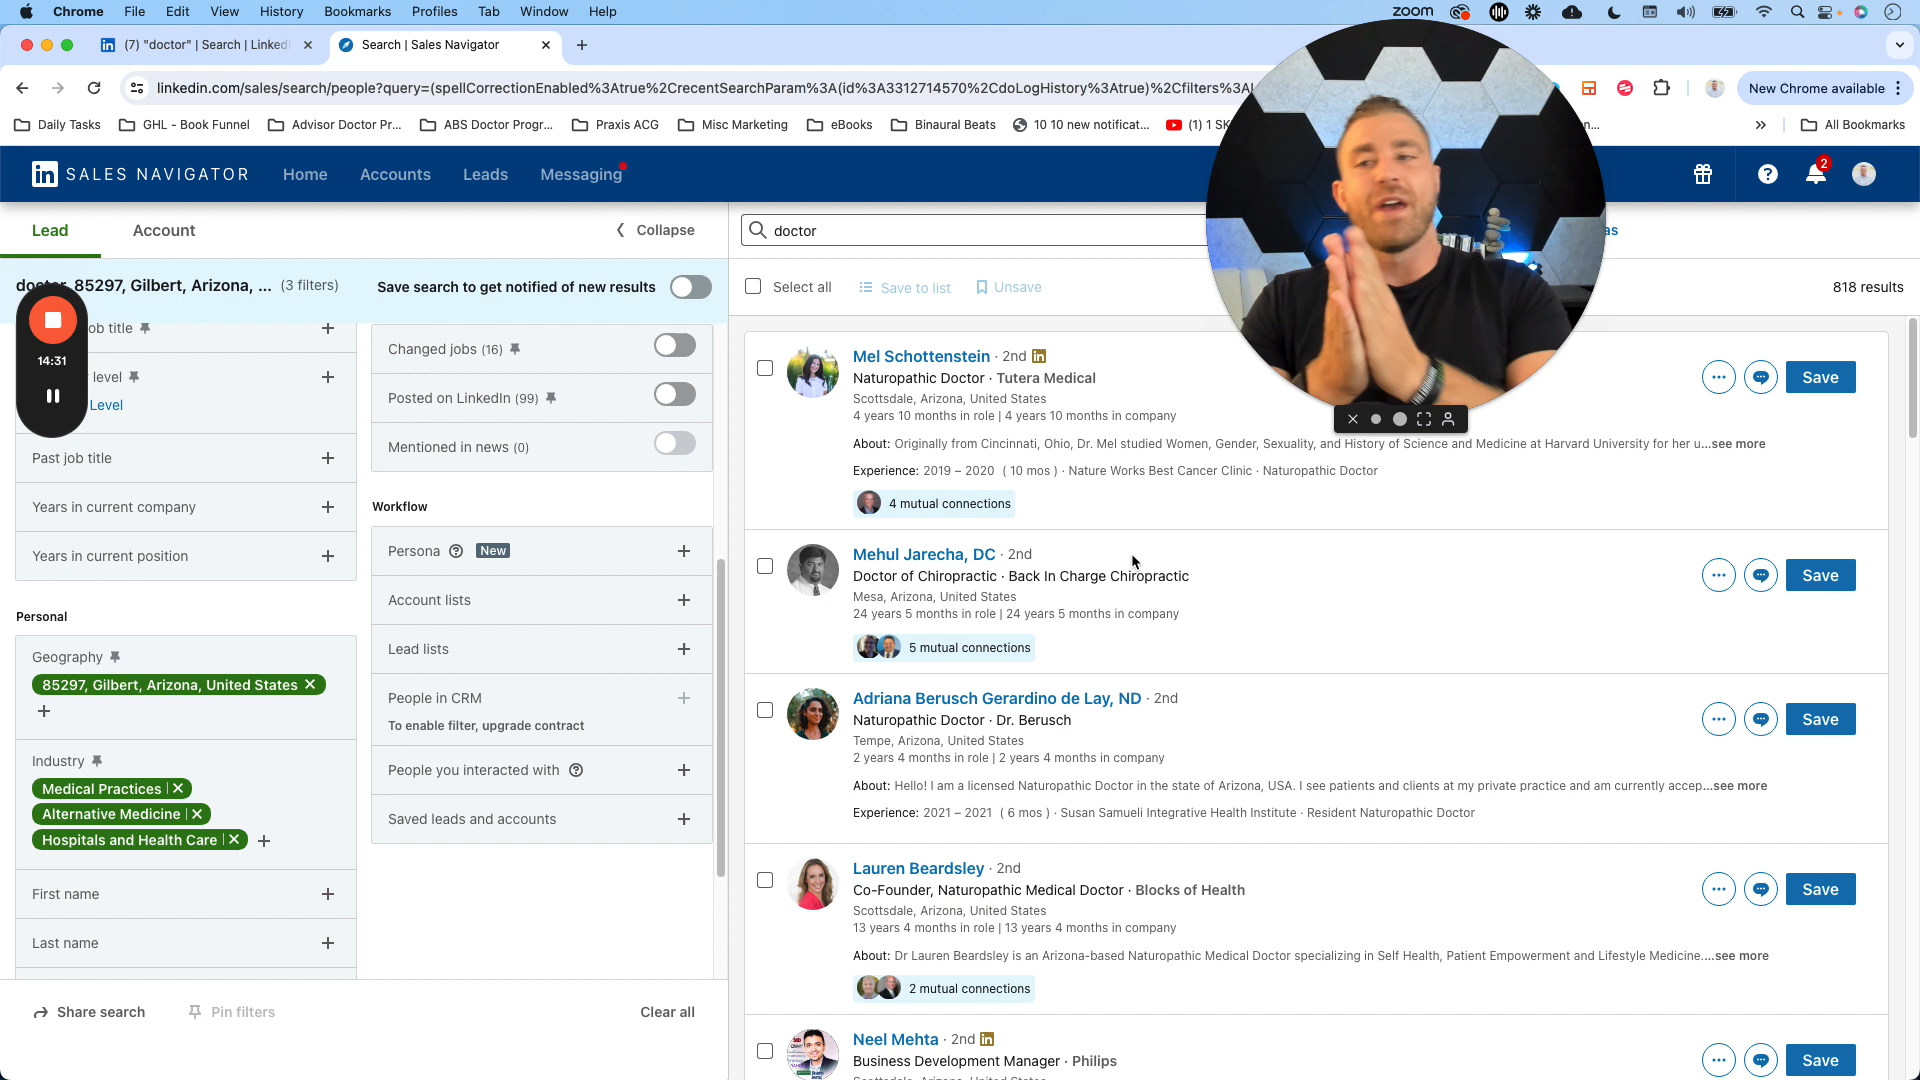 Chrome File Edit View History Bookmarks Profiles Tab Window Help
zoom
(7) "doctor" | Search | Linked
Search | Sales Navigator
linkedin.com/sales/search/people?query=(spellCorrectionEnabled%3Atrue%2CrecentSearchParam%3A(id%3A3312714570%2CdoLogHistory%3Atrue)%2Cfilters%3AL
New Chrome available
Daily Tasks
GHL - Book Funnel
Advisor Doctor Pr...
ABS Doctor Progr...
Praxis ACG
Misc Marketing
eBooks
Binaural Beats
10 10 new notificat...
(1) 1 SK
n...
»
All Bookmarks
in SALES NAVIGATOR
Home
Accounts
Leads
Messaging
2
Lead
Account
Collapse
doctor
as
doctor, 85297, Gilbert, Arizona, ... (3 filters)
Save search to get notified of new results
Select all
Save to list
Unsave
818 results
14:31
ob title
level
Level
Past job title
Years in current company
Years in current position
Personal
Geography
85297, Gilbert, Arizona, United States
Industry
Medical Practices
Alternative Medicine
Hospitals and Health Care
First name
Last name
Changed jobs (16)
Posted on LinkedIn (99)
Mentioned in news (0)
Workflow
Persona New
Account lists
Lead lists
People in CRM
To enable filter, upgrade contract
People you interacted with
Saved leads and accounts
Share search
Pin filters
Clear all
Mel Schottenstein · 2nd
Naturopathic Doctor · Tutera Medical
Scottsdale, Arizona, United States
4 years 10 months in role | 4 years 10 months in company
About: Originally from Cincinnati, Ohio, Dr. Mel studied Women, Gender, Sexuality, and History of Science and Medicine at Harvard University for her u...see more
Experience: 2019 – 2020 ( 10 mos ) · Nature Works Best Cancer Clinic · Naturopathic Doctor
4 mutual connections
Save
Mehul Jarecha, DC · 2nd
Doctor of Chiropractic · Back In Charge Chiropractic
Mesa, Arizona, United States
24 years 5 months in role | 24 years 5 months in company
5 mutual connections
Save
Adriana Berusch Gerardino de Lay, ND · 2nd
Naturopathic Doctor · Dr. Berusch
Tempe, Arizona, United States
2 years 4 months in role | 2 years 4 months in company
About: Hello! I am a licensed Naturopathic Doctor in the state of Arizona, USA. I see patients and clients at my private practice and am currently accep...see more
Experience: 2021 – 2021 ( 6 mos ) · Susan Samueli Integrative Health Institute · Resident Naturopathic Doctor
Save
Lauren Beardsley · 2nd
Co-Founder, Naturopathic Medical Doctor · Blocks of Health
Scottsdale, Arizona, United States
13 years 4 months in role | 13 years 4 months in company
About: Dr Lauren Beardsley is an Arizona-based Naturopathic Medical Doctor specializing in Self Health, Patient Empowerment and Lifestyle Medicine....see more
2 mutual connections
Save
Neel Mehta · 2nd
Business Development Manager · Philips
Save